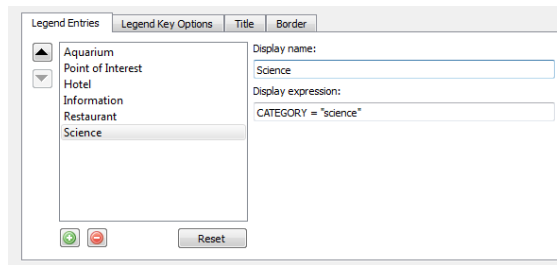 Legend Entries Legend Key Options Title Border
Aquarium
Point of Interest
Hotel
Information
Restaurant
Science
Reset
Display name:
Science
Display expression:
CATEGORY = "science"